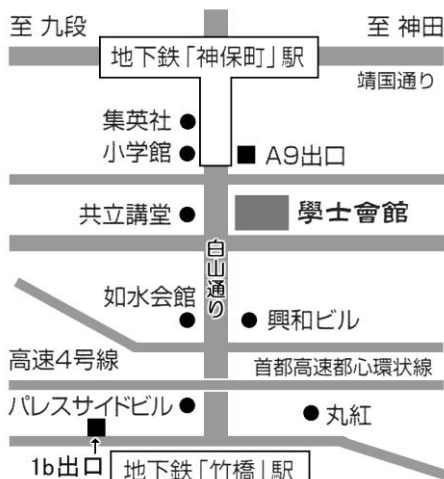 至 九段
至 神田
地下鉄「神保町」駅
靖国通り
集英社
小学館
A9出口
共立講堂
學士會館
白山通り
如水会館
興和ビル
高速4号線
首都高速都心環状線
パレスサイドビル
丸紅
1b出口
地下鉄「竹橋」駅